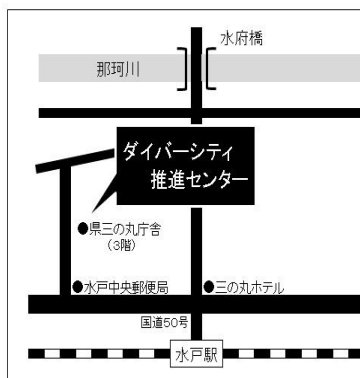 水府橋
那珂川
ダイバーシティ
推進センター
●県三の丸庁舎
(3階)
●水戸中央郵便局
●三の丸ホテル
国道50号
水戸駅